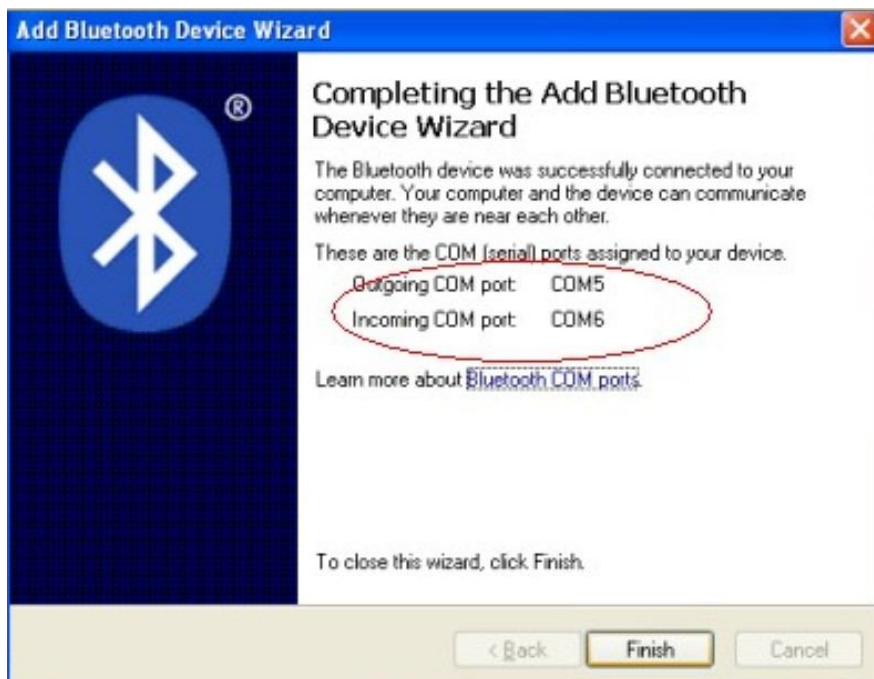 Add Bluetooth Device Wizard
®
Completing the Add Bluetooth
Device Wizard
The Bluetooth device was successfully connected to your
computer. Your computer and the device can communicate
whenever they are near each other.
These are the COM (serial) ports assigned to your device.
Outgoing COM port: COM5
Incoming COM port: COM6
Learn more about Bluetooth COM ports.
To close this wizard, click Finish.
< Back
Finish
Cancel